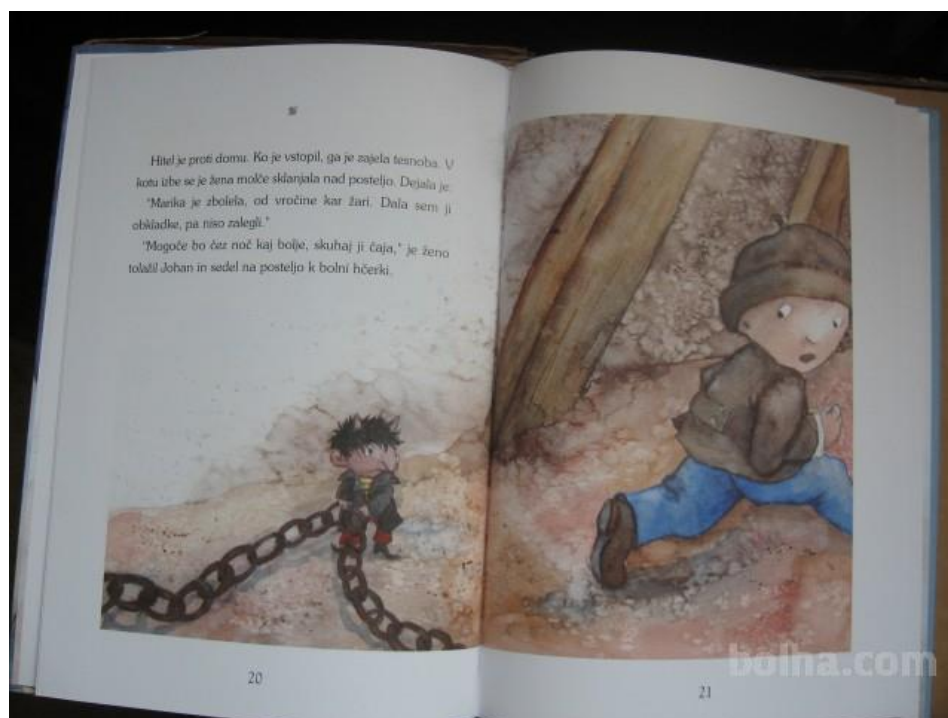 Hitel je proti domu. Ko je vstopil, ga je zajela tesnoba. V
kotu izbe se je žena molče sklanjala nad posteljo. Dejala je:
"Marika je zbolela, od vročine kar žari. Dala sem ji
obkladke, pa niso zalegli."
"Mogoče bo čez noč kaj bolje, skuhaj ji čaja," je ženo
tolažil Johan in sedel na posteljo k bolni hčerki.
20
21
bolha.com